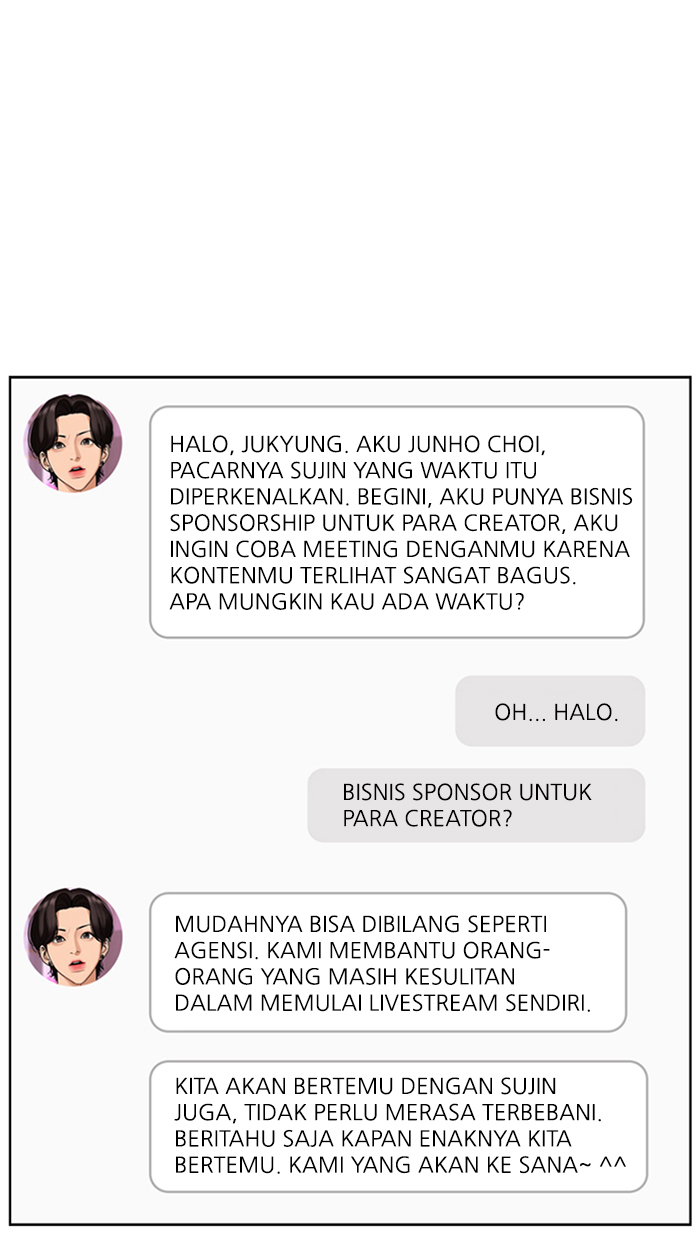 HALO, JUKYUNG. AKU JUNHO CHOI,
PACARNYA SUJIN YANG WAKTU ITU
DIPERKENALKAN. BEGINI, AKU PUNYA BISNIS
SPONSORSHIP UNTUK PARA CREATOR, AKU
INGIN COBA MEETING DENGANMU KARENA
KONTENMU TERLIHAT SANGAT BAGUS.
APA MUNGKIN KAU ADA WAKTU?
OH... HALO.
BISNIS SPONSOR UNTUK
PARA CREATOR?
MUDAHNYA BISA DIBILANG SEPERTI
AGENSI. KAMI MEMBANTU ORANG-
ORANG YANG MASIH KESULITAN
DALAM MEMULAI LIVESTREAM SENDIRI.
KITA AKAN BERTEMU DENGAN SUJIN
JUGA, TIDAK PERLU MERASA TERBEBANI.
BERITAHU SAJA KAPAN ENAKNYA KITA
BERTEMU. KAMI YANG AKAN KE SANA~ ^^